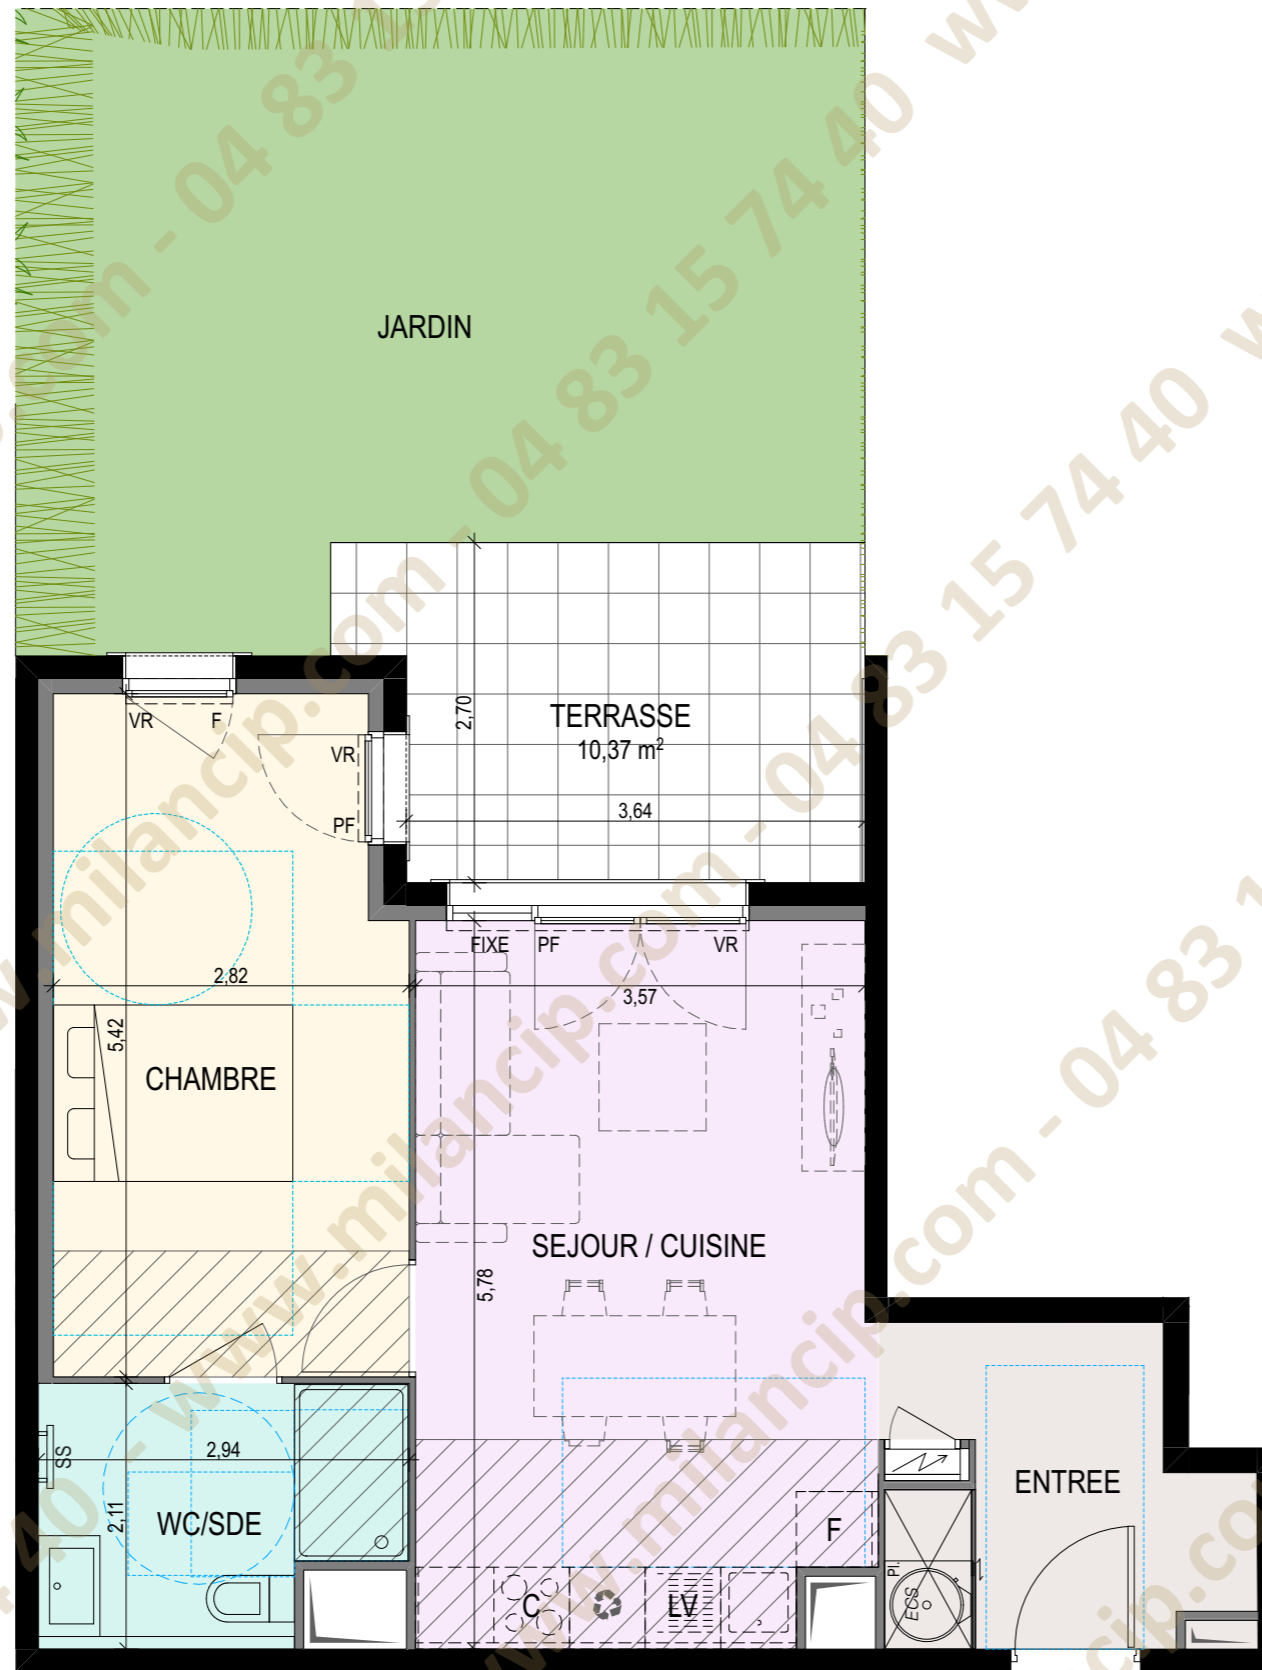 JARDIN
TERRASSE
10,37 m²
2,70
3,64
VR
F
VR
PF
FIXE
PF
VR
2,82
3,57
5,42
CHAMBRE
SEJOUR / CUISINE
5,78
SS
2,94
2,11
WC/SDE
ENTREE
F
C
LV
PL
ECS
www.milancip.com - 04 83 15 74 40